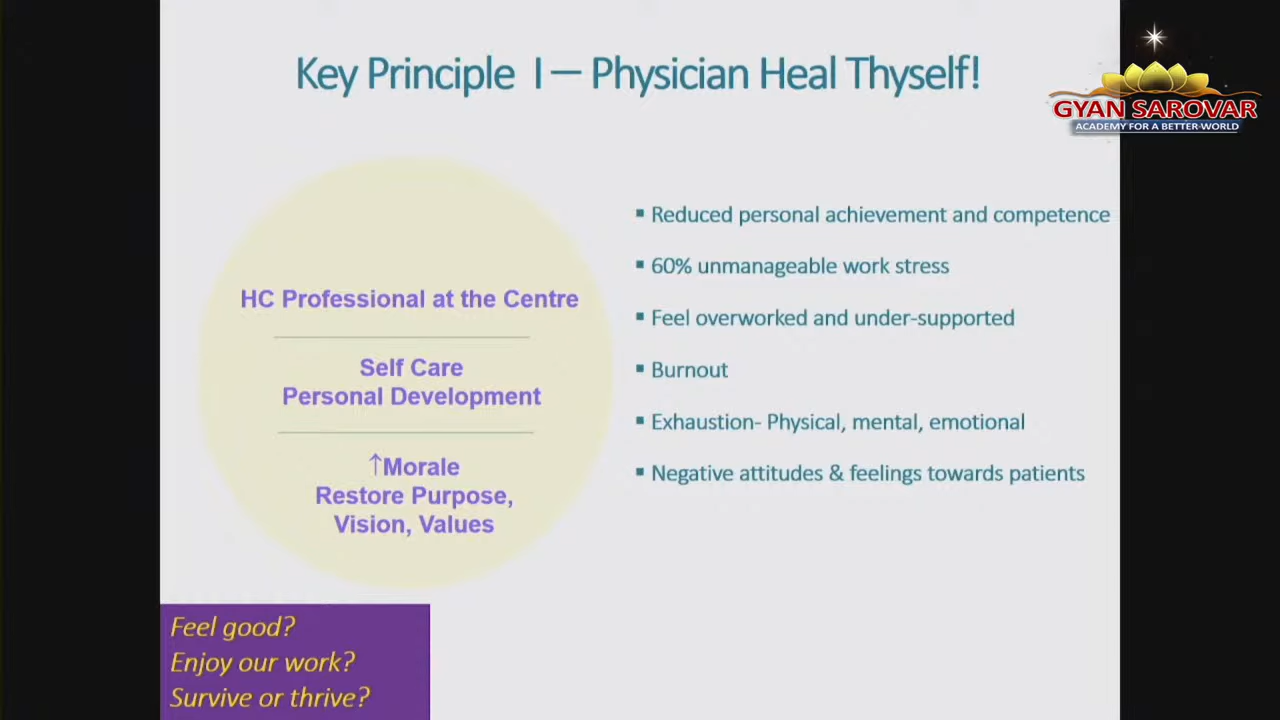 Key Principle I – Physician Heal Thyself!
GYAN SAROVAR
ACADEMY FOR A BETTER-WORLD
HC Professional at the Centre
Self Care
Personal Development
↑Morale
Restore Purpose,
Vision, Values
▪ Reduced personal achievement and competence
▪ 60% unmanageable work stress
▪ Feel overworked and under-supported
▪ Burnout
▪ Exhaustion- Physical, mental, emotional
▪ Negative attitudes & feelings towards patients
Feel good?
Enjoy our work?
Survive or thrive?